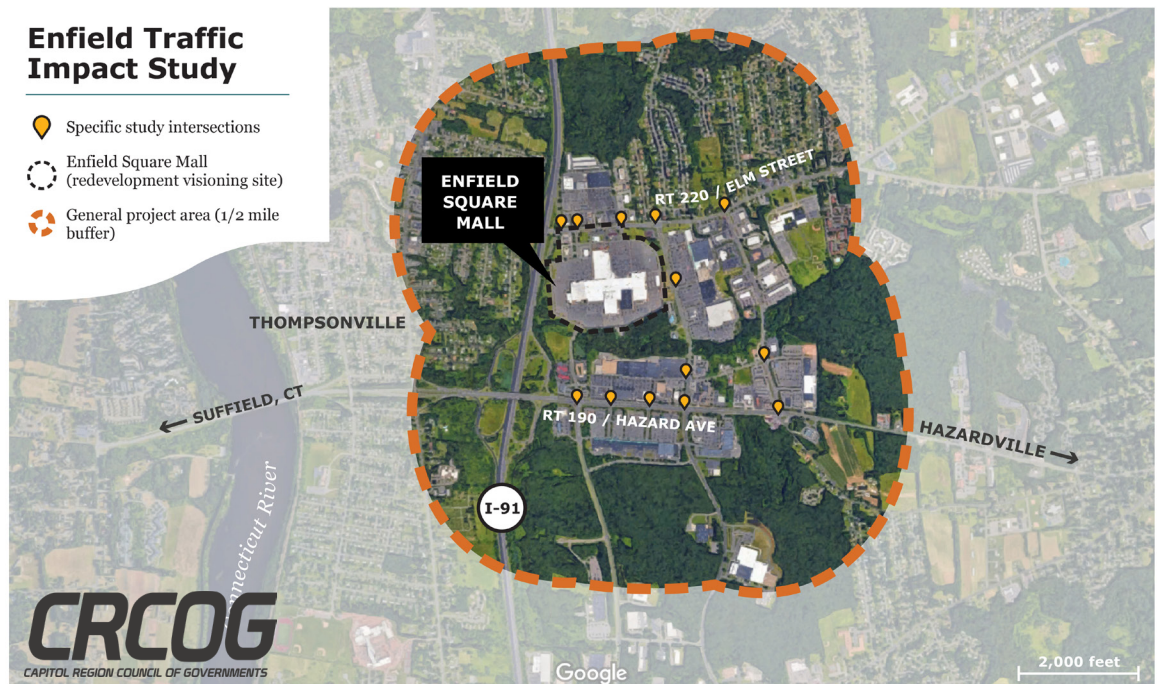 Enfield Traffic
Impact Study
Specific study intersections
Enfield Square Mall
(redevelopment visioning site)
General project area (1/2 mile
buffer)
ENFIELD
SQUARE
MALL
RT 220 / ELM STREET
THOMPSONVILLE
SUFFIELD, CT
RT 190 / HAZARD AVE
HAZARDVILLE
I-91
Connecticut River
CRCOG
CAPITOL REGION COUNCIL OF GOVERNMENTS
Google
2,000 feet